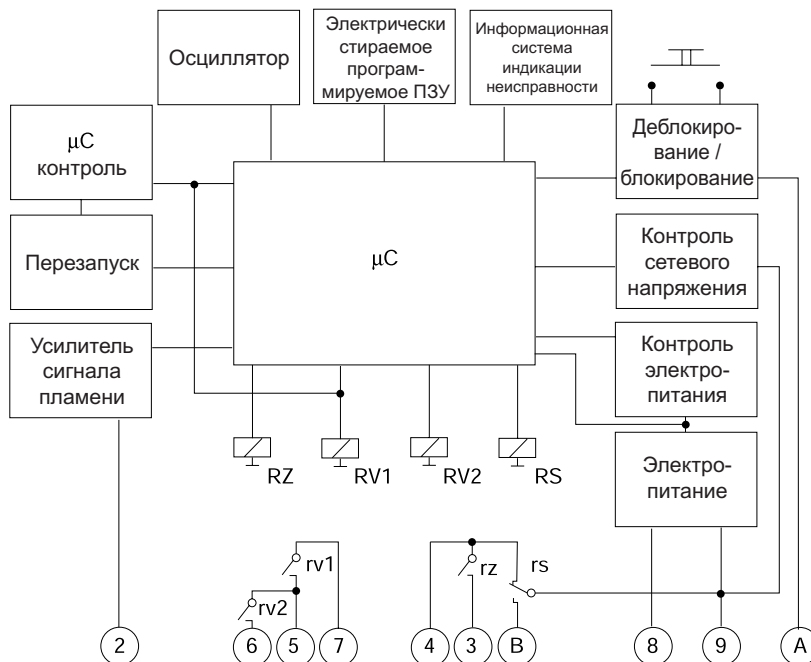 Осциллятор
Электрически
стираемое
програм-
мируемое ПЗУ
Информационная
система
индикации
неисправности
μC
контроль
Деблокиро-
вание /
блокирование
Перезапуск
μC
Контроль
сетевого
напряжения
Усилитель
сигнала
пламени
Контроль
электро-
питания
RZ
RV1
RV2
RS
Электро-
питание
rv1
rv2
rz
rs
2
6
5
7
4
3
B
8
9
A